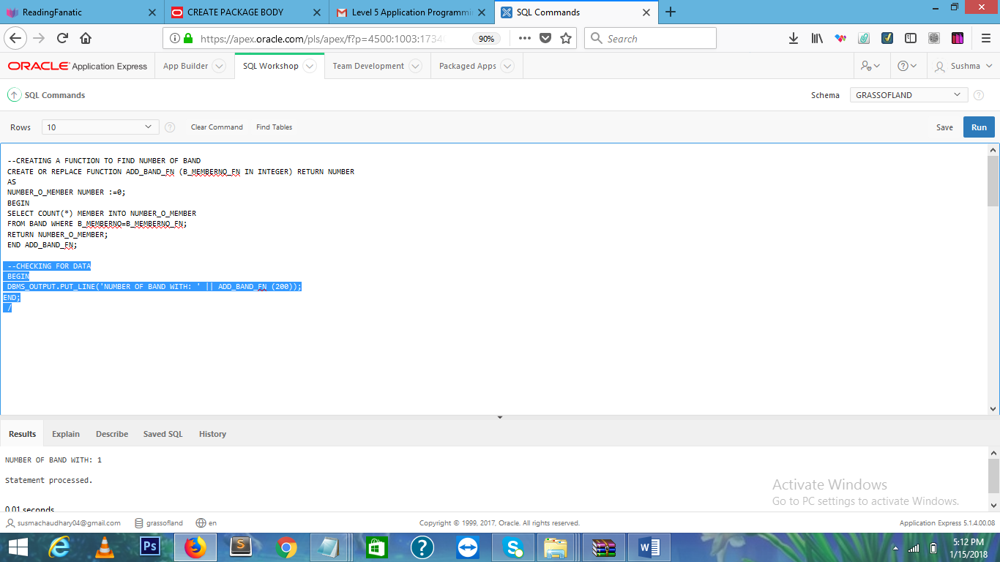 ReadingFanatic
CREATE PACKAGE BODY
Level 5 Application Programmi
SQL Commands
https://apex.oracle.com/pls/apex/f?p=4500:1003:1734
90%
Search
ORACLE Application Express
App Builder
SQL Workshop
Team Development
Packaged Apps
Sushma
SQL Commands
Schema
GRASSOFLAND
Rows
10
Clear Command
Find Tables
Save
Run
--CREATING A FUNCTION TO FIND NUMBER OF BAND
CREATE OR REPLACE FUNCTION ADD_BAND_FN (B_MEMBERNO_FN IN INTEGER) RETURN NUMBER
AS
NUMBER_O_MEMBER NUMBER :=0;
BEGIN
SELECT COUNT(*) MEMBER INTO NUMBER_O_MEMBER
FROM BAND WHERE B_MEMBERNO=B_MEMBERNO_FN;
RETURN NUMBER_O_MEMBER;
END ADD_BAND_FN;
--CHECKING FOR DATA
BEGIN
DBMS_OUTPUT.PUT_LINE('NUMBER OF BAND WITH: ' || ADD_BAND_FN (200));
END;
/
Results
Explain
Describe
Saved SQL
History
NUMBER OF BAND WITH: 1
Statement processed.
0.01 seconds
Activate Windows
Go to PC settings to activate Windows.
susmachaudhary04@gmail.com
grassofland
en
Copyright © 1999, 2017, Oracle. All rights reserved.
Application Express 5.1.4.00.08
Ps
5:12 PM
1/15/2018